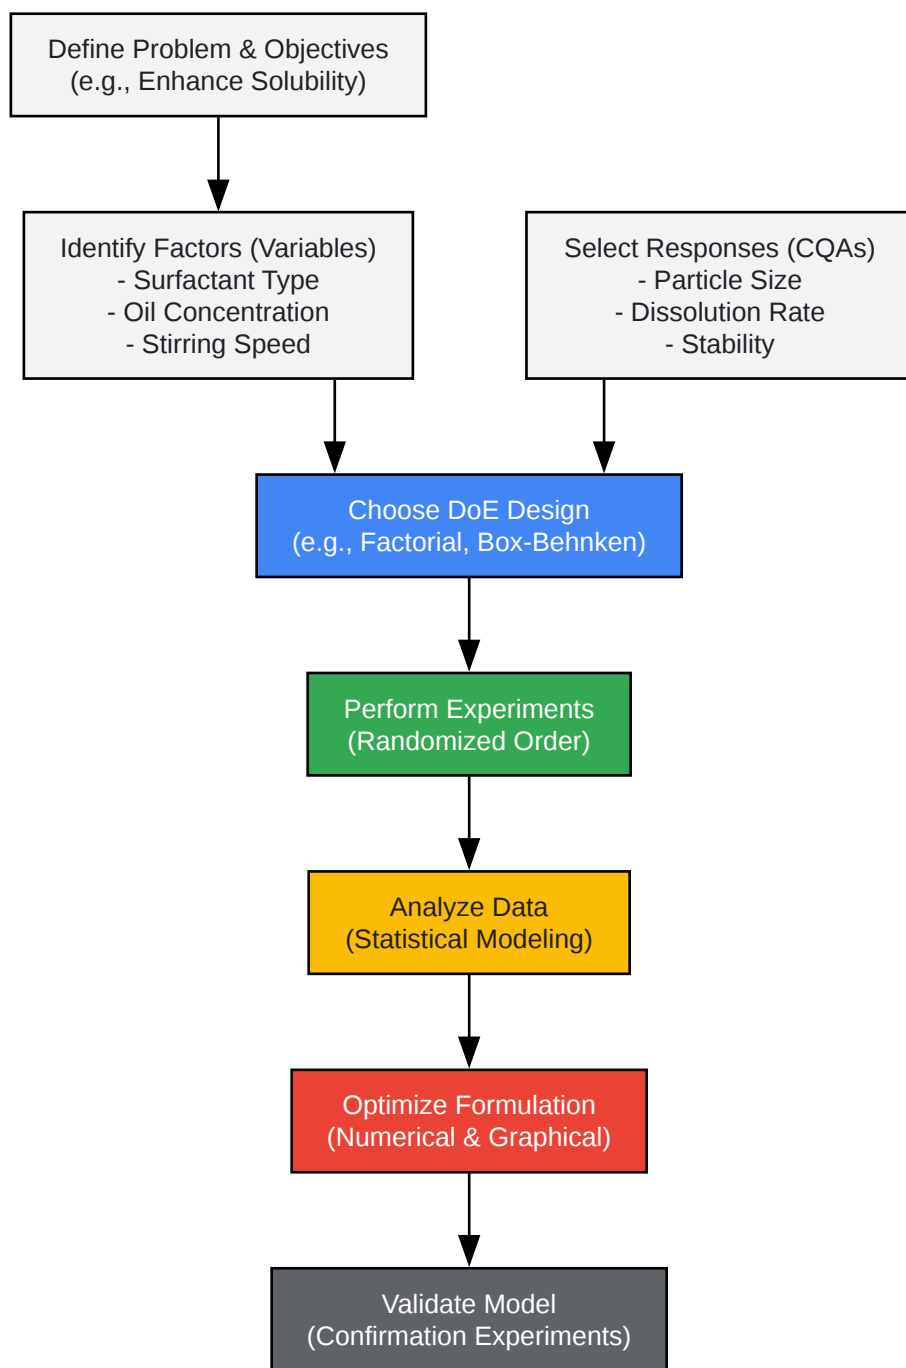 Define Problem & Objectives
(e.g., Enhance Solubility)
Identify Factors (Variables)
- Surfactant Type
- Oil Concentration
- Stirring Speed
Select Responses (CQAs)
- Particle Size
- Dissolution Rate
- Stability
Choose DoE Design
(e.g., Factorial, Box-Behnken)
Perform Experiments
(Randomized Order)
Analyze Data
(Statistical Modeling)
Optimize Formulation
(Numerical & Graphical)
Validate Model
(Confirmation Experiments)